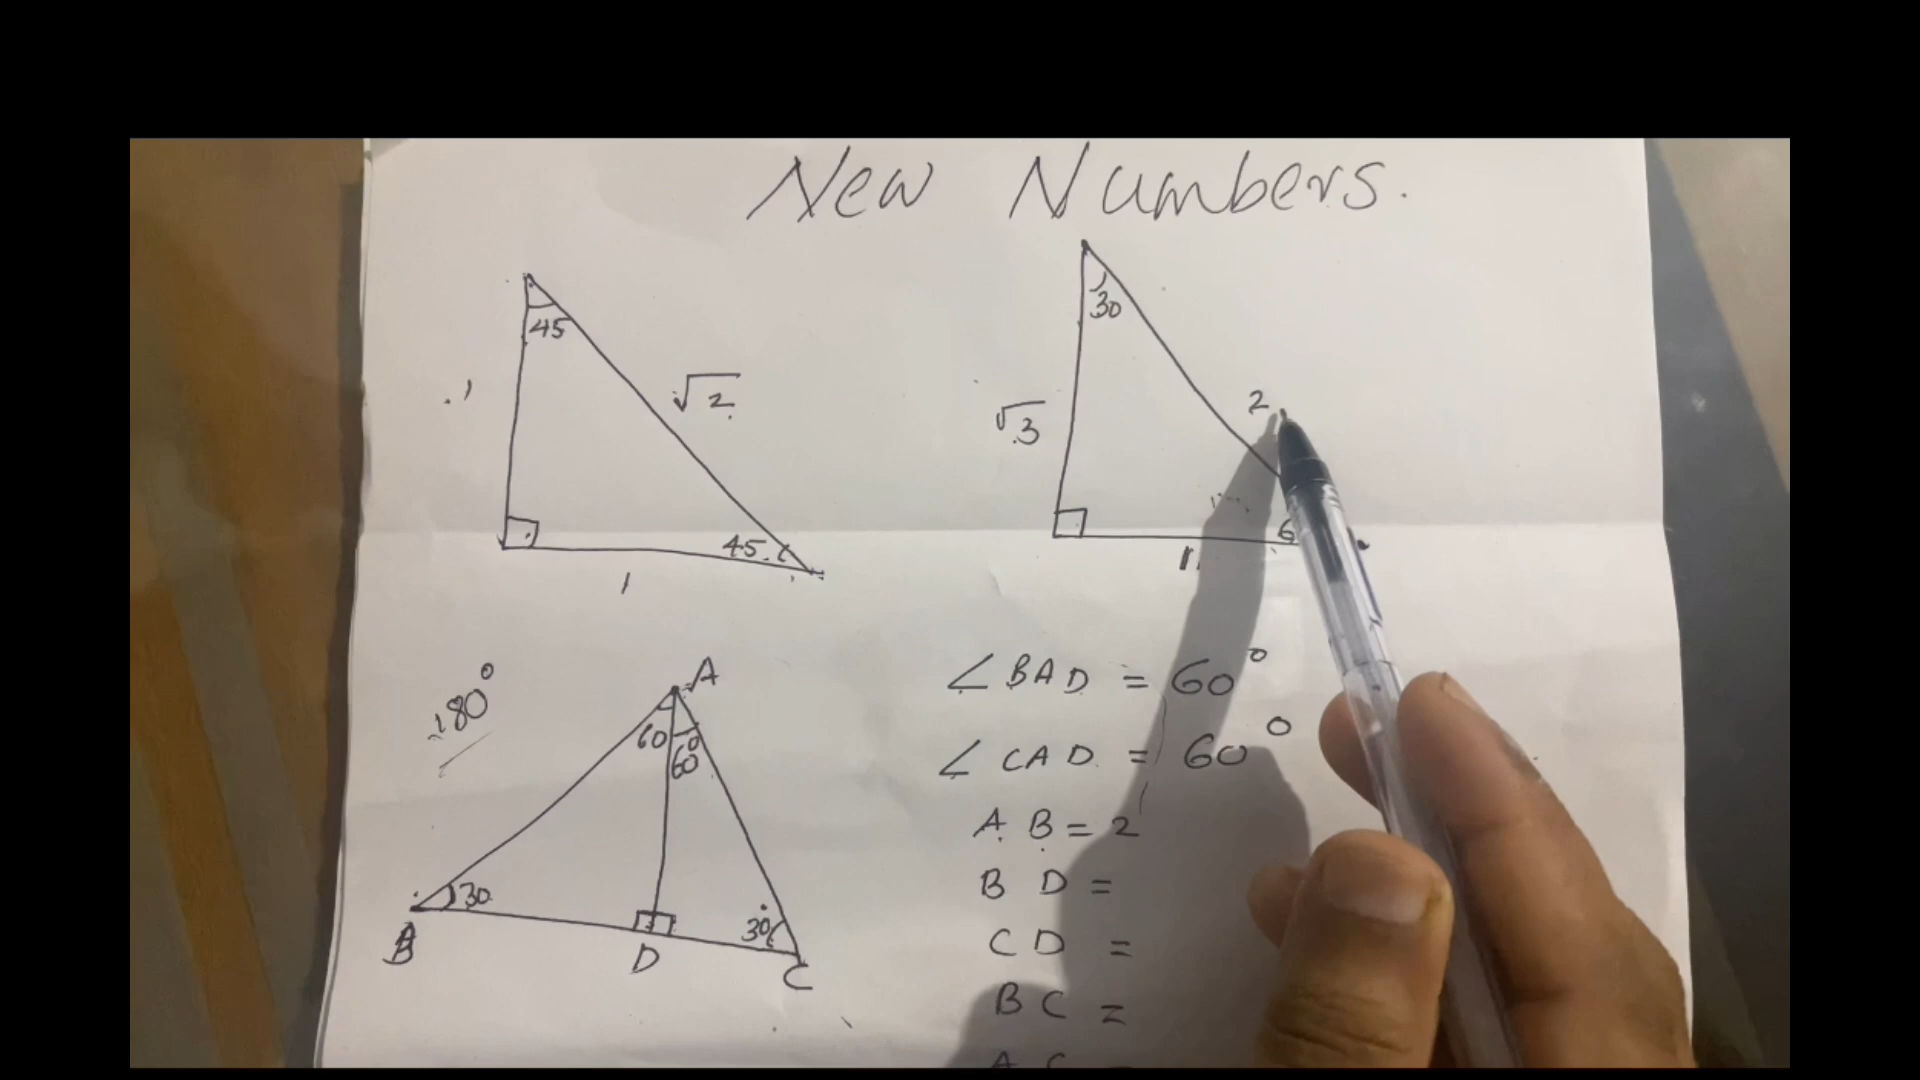 New Numbers.
45
√2
1
45
1
30
√3
2
1
180°
A
60
60°
30
30°
B
D
C
∠BAD = 60°
∠CAD = 60°
AB = 2
BD =
CD =
BC =